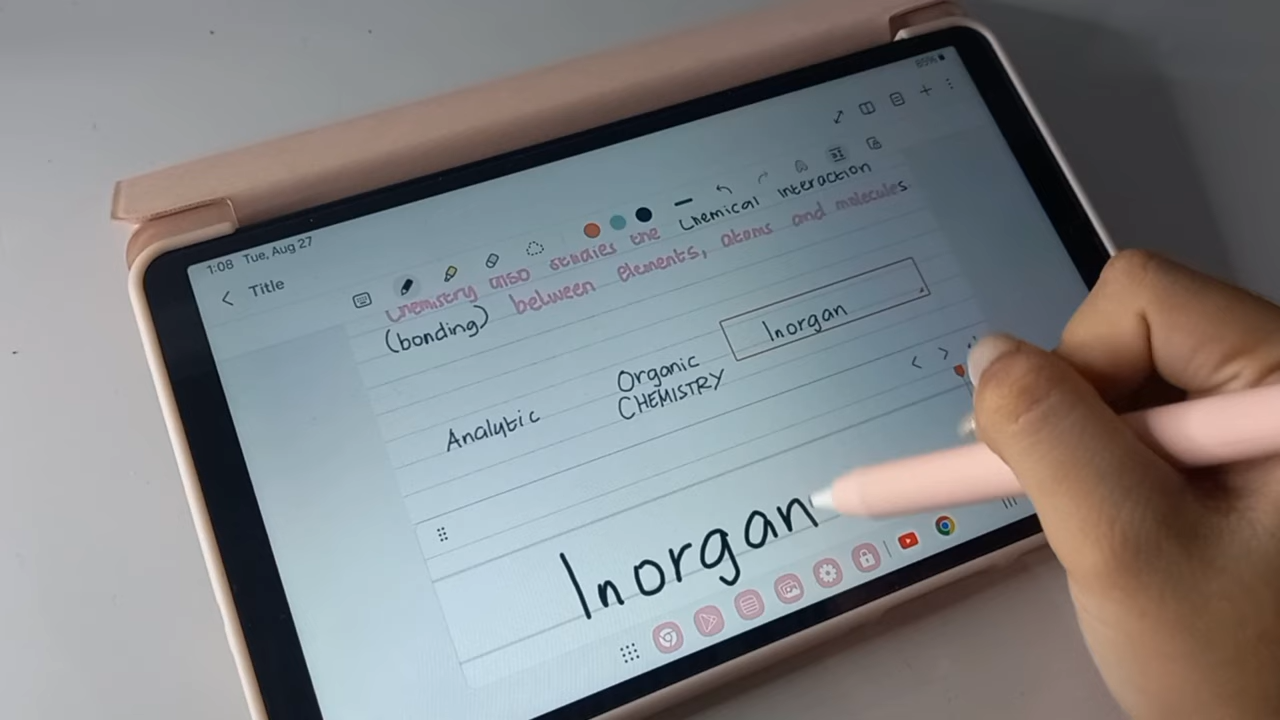 85%
1:08 Tue, Aug 27
Title
Chemistry also studies the Chemical Interaction
(bonding) between elements, atoms and molecules.
Inorgan
Organic
CHEMISTRY
Analytic
Inorgan